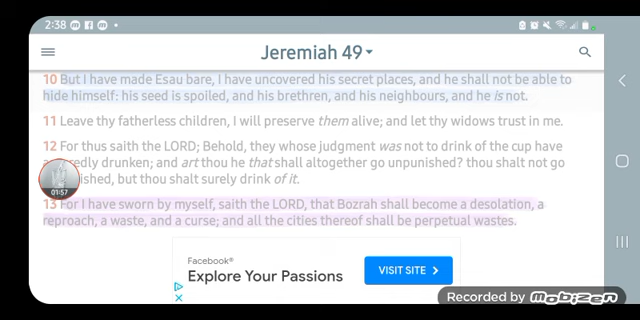 2:38
Jeremiah 49
10 But I have made Esau bare, I have uncovered his secret places, and he shall not be able to
hide himself: his seed is spoiled, and his brethren, and his neighbours, and he is not.
11 Leave thy fatherless children, I will preserve them alive; and let thy widows trust in me.
12 For thus saith the LORD; Behold, they whose judgment was not to drink of the cup have
edly drunken; and art thou he that shall altogether go unpunished? thou shalt not go
ished, but thou shalt surely drink of it.
01:57
13 For I have sworn by myself, saith the LORD, that Bozrah shall become a desolation, a
reproach, a waste, and a curse; and all the cities thereof shall be perpetual wastes.
Facebook®
Explore Your Passions
VISIT SITE
Recorded by Mobizen